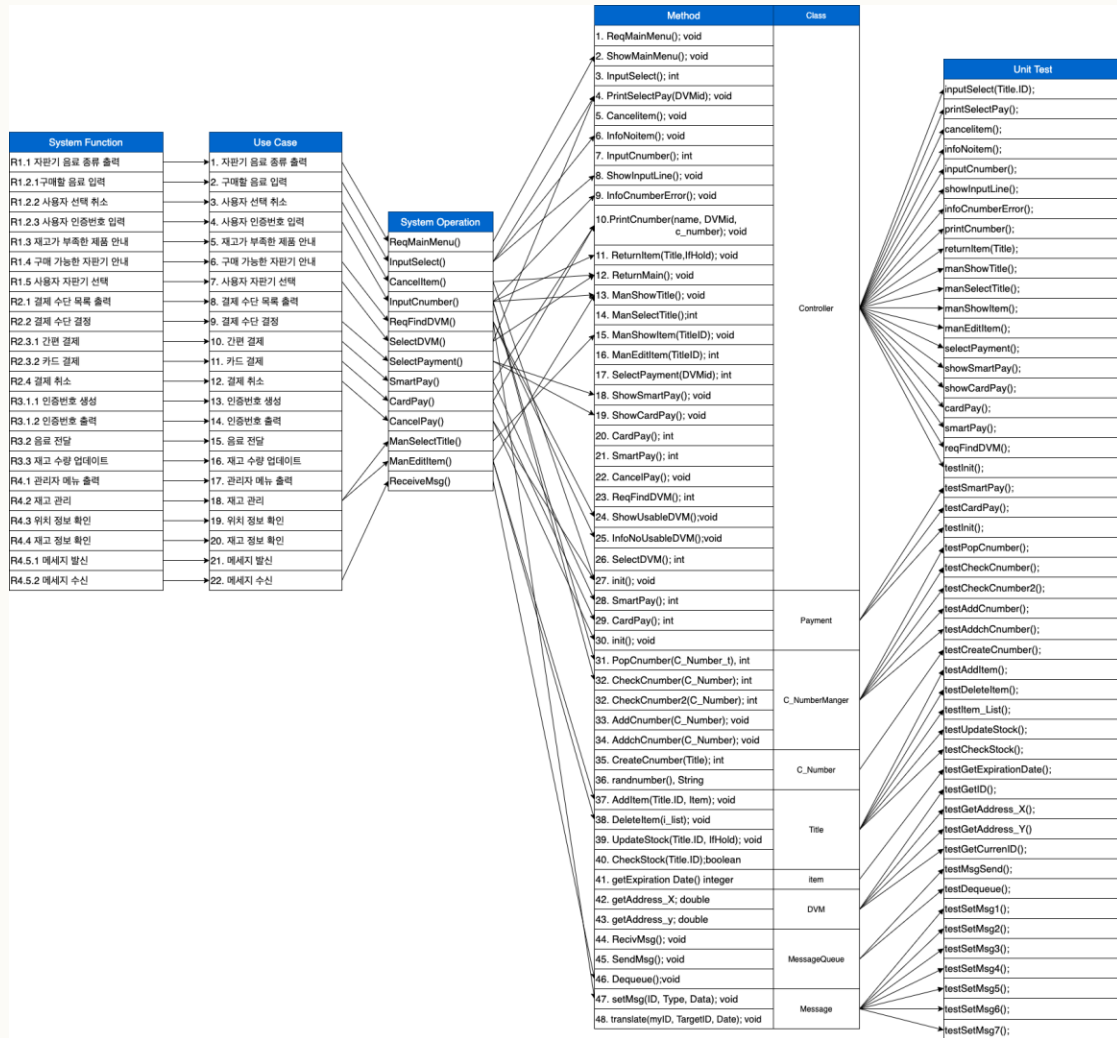 System Function
R1.1 자판기 음료 종류 출력
R1.2.1구매할 음료 입력
R1.2.2 사용자 선택 취소
R1.2.3 사용자 인증번호 입력
R1.3 재고가 부족한 제품 안내
R1.4 구매 가능한 자판기 안내
R1.5 사용자 자판기 선택
R2.1 결제 수단 목록 출력
R2.2 결제 수단 결정
R2.3.1 간편 결제
R2.3.2 카드 결제
R2.4 결제 취소
R3.1.1 인증번호 생성
R3.1.2 인증번호 출력
R3.2 음료 전달
R3.3 재고 수량 업데이트
R4.1 관리자 메뉴 출력
R4.2 재고 관리
R4.3 위치 정보 확인
R4.4 재고 정보 확인
R4.5.1 메세지 발신
R4.5.2 메세지 수신
Use Case
1. 자판기 음료 종류 출력
2. 구매할 음료 입력
3. 사용자 선택 취소
4. 사용자 인증번호 입력
5. 재고가 부족한 제품 안내
6. 구매 가능한 자판기 안내
7. 사용자 자판기 선택
8. 결제 수단 목록 출력
9. 결제 수단 결정
10. 간편 결제
11. 카드 결제
12. 결제 취소
13. 인증번호 생성
14. 인증번호 출력
15. 음료 전달
16. 재고 수량 업데이트
17. 관리자 메뉴 출력
18. 재고 관리
19. 위치 정보 확인
20. 재고 정보 확인
21. 메세지 발신
22. 메세지 수신
System Operation
ReqMainMenu()
InputSelect()
CancelItem()
InputCnumber()
ReqFindDVM()
SelectDVM()
SelectPayment()
SmartPay()
CardPay()
CancelPay()
ManSelectTitle()
ManEditItem()
ReceiveMsg()
Method
Class
1. ReqMainMenu(); void
2. ShowMainMenu(); void
3. InputSelect(); int
4. PrintSelectPay(DVMid); void
5. Cancelitem(); void
6. InfoNoitem(); void
7. InputCnumber(); int
8. ShowInputLine(); void
9. InfoCnumberError(); void
10.PrintCnumber(name, DVMid,
c_number); void
11. ReturnItem(Title,IfHold); void
12. ReturnMain(); void
13. ManShowTitle(); void
14. ManSelectTitle();int
15. ManShowItem(TitleID); void
16. ManEditItem(TitleID); int
17. SelectPayment(DVMid); int
18. ShowSmartPay(); void
19. ShowCardPay(); void
20. CardPay(); int
21. SmartPay(); int
22. CancelPay(); void
23. ReqFindDVM(); int
24. ShowUsableDVM();void
25. InfoNoUsableDVM();void
26. SelectDVM(); int
27. init(); void
Controller
28. SmartPay(); int
29. CardPay(); int
30. init(); void
Payment
31. PopCnumber(C_Number_t), int
32. CheckCnumber(C_Number); int
32. CheckCnumber2(C_Number); int
33. AddCnumber(C_Number); void
34. AddchCnumber(C_Number); void
C_NumberManger
35. CreateCnumber(Title); int
36. randnumber(), String
C_Number
37. AddItem(Title.ID, Item); void
38. DeleteItem(i_list); void
39. UpdateStock(Title.ID, IfHold); void
40. CheckStock(Title.ID);boolean
Title
41. getExpiration Date() integer
item
42. getAddress_X; double
43. getAddress_y; double
DVM
44. RecivMsg(); void
45. SendMsg(); void
46. Dequeue();void
MessageQueue
47. setMsg(ID, Type, Data); void
48. translate(myID, TargetID, Date); void
Message
Unit Test
inputSelect(Title.ID);
printSelectPay();
cancelitem();
infoNoitem();
inputCnumber();
showInputLine();
infoCnumberError();
printCnumber();
returnItem(Title);
manShowTitle();
manSelectTitle();
manShowItem();
manEditItem();
selectPayment();
showSmartPay();
showCardPay();
cardPay();
smartPay();
reqFindDVM();
testInit();
testSmartPay();
testCardPay();
testInit();
testPopCnumber();
testCheckCnumber();
testCheckCnumber2();
testAddCnumber();
testAddchCnumber();
testCreateCnumber();
testAddItem();
testDeleteItem();
testItem_List();
testUpdateStock();
testCheckStock();
testGetExpirationDate();
testGetID();
testGetAddress_X();
testGetAddress_Y()
testGetCurrenID();
testMsgSend();
testDequeue();
testSetMsg1();
testSetMsg2();
testSetMsg3();
testSetMsg4();
testSetMsg5();
testSetMsg6();
testSetMsg7();